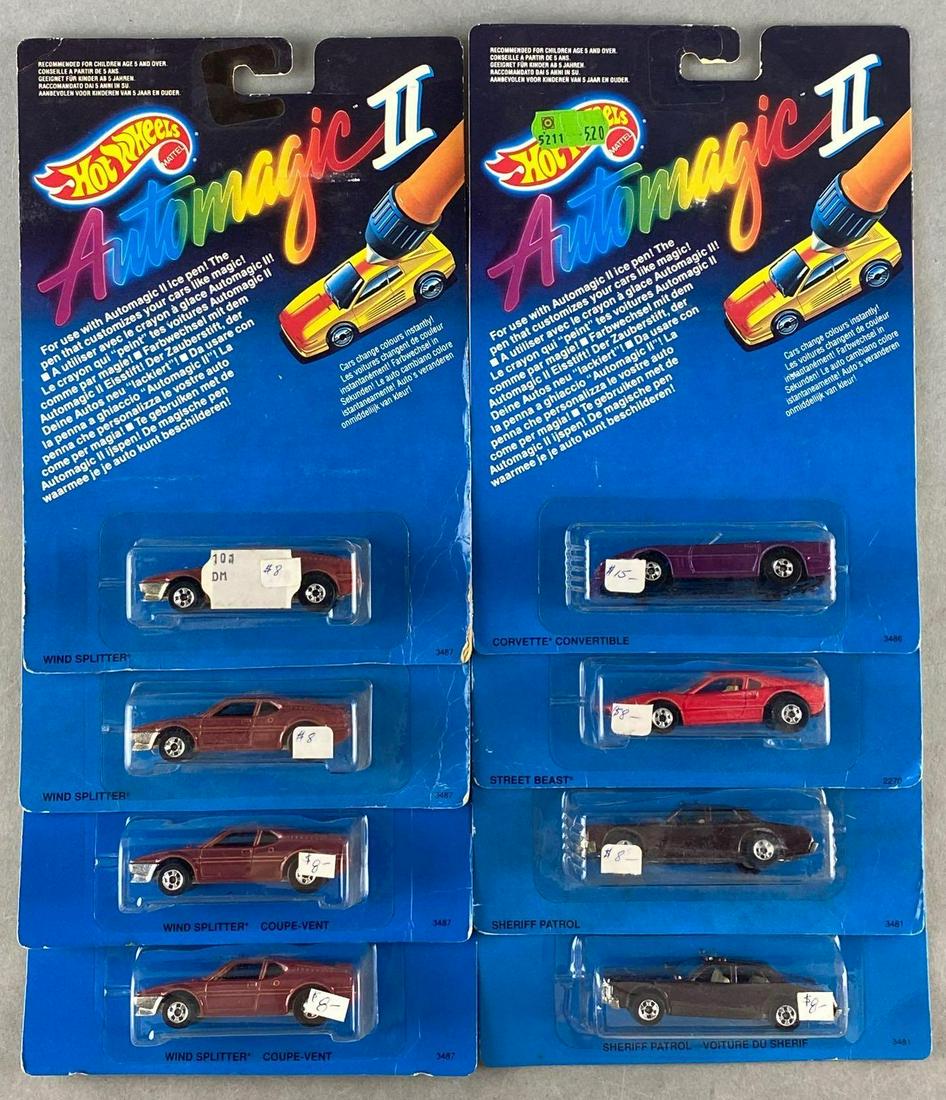 RECOMMENDED FOR CHILDREN AGE 5 AND OVER.
CONSEILLE A PARTIR DE 5 ANS.
GEEIGNET FÜR KINDER AB 5 JAHREN.
RACCOMANDATO DAI 5 ANNI IN SU.
AANBEVOLEN VOOR KINDEREN VAN 5 JAAR EN OUDER.
Hot Wheels
MATTEL
Automagic II
For use with Automagic II ice pen! The
pen that customizes your cars like magic!
■ A utiliser avec le crayon à glace Automagic II!
Le crayon qui "peint" tes voitures Automagic II
comme par magie! ■ Farbwechsel mit dem
Automagic II Eisstift! Der Zauberstift, der
Deine Autos neu "lackiert"! ■ Da usare con
la penna a ghiaccio "Automagic II"! La
penna che personalizza le vostre auto
come per magia! ■ Te gebruiken met de
Automagic II ijspen! De magische pen
waarmee je je auto kunt beschilderen!
Cars change colours instantly!
Les voitures changent de couleur
instantanément! Farbwechsel in
Sekunden! Le auto cambiano colore
istantaneamente! Auto's veranderen
onmiddellijk van kleur!
101
DM
$8
WIND SPLITTER*
3487
$8
WIND SPLITTER*
3487
$8-
WIND SPLITTER* COUPE-VENT
3487
$8-
WIND SPLITTER* COUPE-VENT
3487
RECOMMENDED FOR CHILDREN AGE 5 AND OVER.
CONSEILLE A PARTIR DE 5 ANS.
GEEIGNET FÜR KINDER AB 5 JAHREN.
RACCOMANDATO DAI 5 ANNI IN SU.
AANBEVOLEN VOOR KINDEREN VAN 5 JAAR EN OUDER.
5211 520
Hot Wheels
MATTEL
Automagic II
For use with Automagic II ice pen! The
pen that customizes your cars like magic!
■ A utiliser avec le crayon à glace Automagic II!
Le crayon qui "peint" tes voitures Automagic II
comme par magie! ■ Farbwechsel mit dem
Automagic II Eisstift! Der Zauberstift, der
Deine Autos neu "lackiert"! ■ Da usare con
la penna a ghiaccio "Automagic II"! La
penna che personalizza le vostre auto
come per magia! ■ Te gebruiken met de
Automagic II ijspen! De magische pen
waarmee je je auto kunt beschilderen!
Cars change colours instantly!
Les voitures changent de couleur
instantanément! Farbwechsel in
Sekunden! Le auto cambiano colore
istantaneamente! Auto's veranderen
onmiddellijk van kleur!
$15-
CORVETTE* CONVERTIBLE
3486
$8-
STREET BEAST*
2270
$8-
SHERIFF PATROL
3481
$8-
SHERIFF PATROL VOITURE DU SHERIF
3481